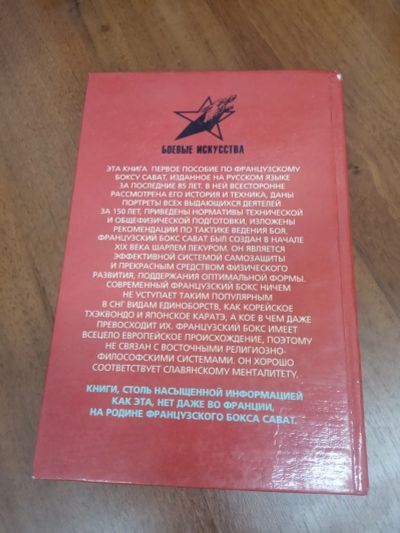 БОЕВЫЕ ИСКУССТВА
ЭТА КНИГА ПЕРВОЕ ПОСОБИЕ ПО ФРАНЦУЗСКОМУ
БОКСУ САВАТ, ИЗДАННОЕ НА РУССКОМ ЯЗЫКЕ
ЗА ПОСЛЕДНИЕ 85 ЛЕТ. В НЕЙ ВСЕСТОРОННЕ
РАССМОТРЕНА ЕГО ИСТОРИЯ И ТЕХНИКА, ДАНЫ
ПОРТРЕТЫ ВСЕХ ВЫДАЮЩИХСЯ ДЕЯТЕЛЕЙ
ЗА 150 ЛЕТ, ПРИВЕДЕНЫ НОРМАТИВЫ ТЕХНИЧЕСКОЙ
И ОБЩЕФИЗИЧЕСКОЙ ПОДГОТОВКИ, ИЗЛОЖЕНЫ
РЕКОМЕНДАЦИИ ПО ТАКТИКЕ ВЕДЕНИЯ БОЯ.
ФРАНЦУЗСКИЙ БОКС САВАТ БЫЛ СОЗДАН В НАЧАЛЕ
XIX ВЕКА ШАРЛЕМ ЛЕКУРОМ. ОН ЯВЛЯЕТСЯ
ЭФФЕКТИВНОЙ СИСТЕМОЙ САМОЗАЩИТЫ
И ПРЕКРАСНЫМ СРЕДСТВОМ ФИЗИЧЕСКОГО
РАЗВИТИЯ, ПОДДЕРЖАНИЯ ОПТИМАЛЬНОЙ ФОРМЫ.
СОВРЕМЕННЫЙ ФРАНЦУЗСКИЙ БОКС НИЧЕМ
НЕ УСТУПАЕТ ТАКИМ ПОПУЛЯРНЫМ
В СНГ ВИДАМ ЕДИНОБОРСТВ, КАК КОРЕЙСКОЕ
ТХЭКВОНДО И ЯПОНСКОЕ КАРАТЭ, А КОЕ В ЧЕМ ДАЖЕ
ПРЕВОСХОДИТ ИХ. ФРАНЦУЗСКИЙ БОКС ИМЕЕТ
ВСЕЦЕЛО ЕВРОПЕЙСКОЕ ПРОИСХОЖДЕНИЕ, ПОЭТОМУ
НЕ СВЯЗАН С ВОСТОЧНЫМИ РЕЛИГИОЗНО-
ФИЛОСОФСКИМИ СИСТЕМАМИ. ОН ХОРОШО
СООТВЕТСТВУЕТ СЛАВЯНСКОМУ МЕНТАЛИТЕТУ.
КНИГИ, СТОЛЬ НАСЫЩЕННОЙ ИНФОРМАЦИЕЙ
КАК ЭТА, НЕТ ДАЖЕ ВО ФРАНЦИИ,
НА РОДИНЕ ФРАНЦУЗСКОГО БОКСА САВАТ.